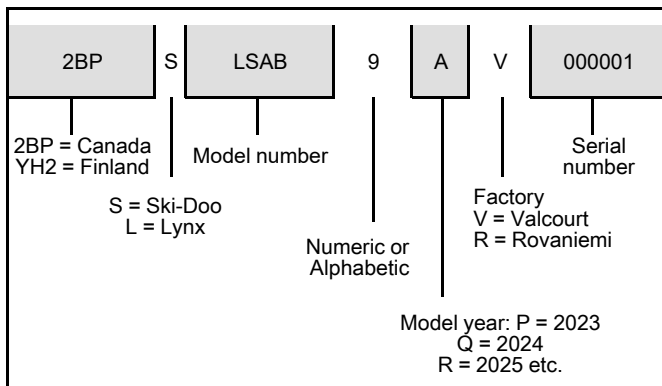 2BP S LSAB 9 A V 000001
2BP = Canada
YH2 = Finland
Model number
Serial
number
S = Ski-Doo
L = Lynx
Factory
V = Valcourt
R = Rovaniemi
Numeric or
Alphabetic
Model year: P = 2023
Q = 2024
R = 2025 etc.